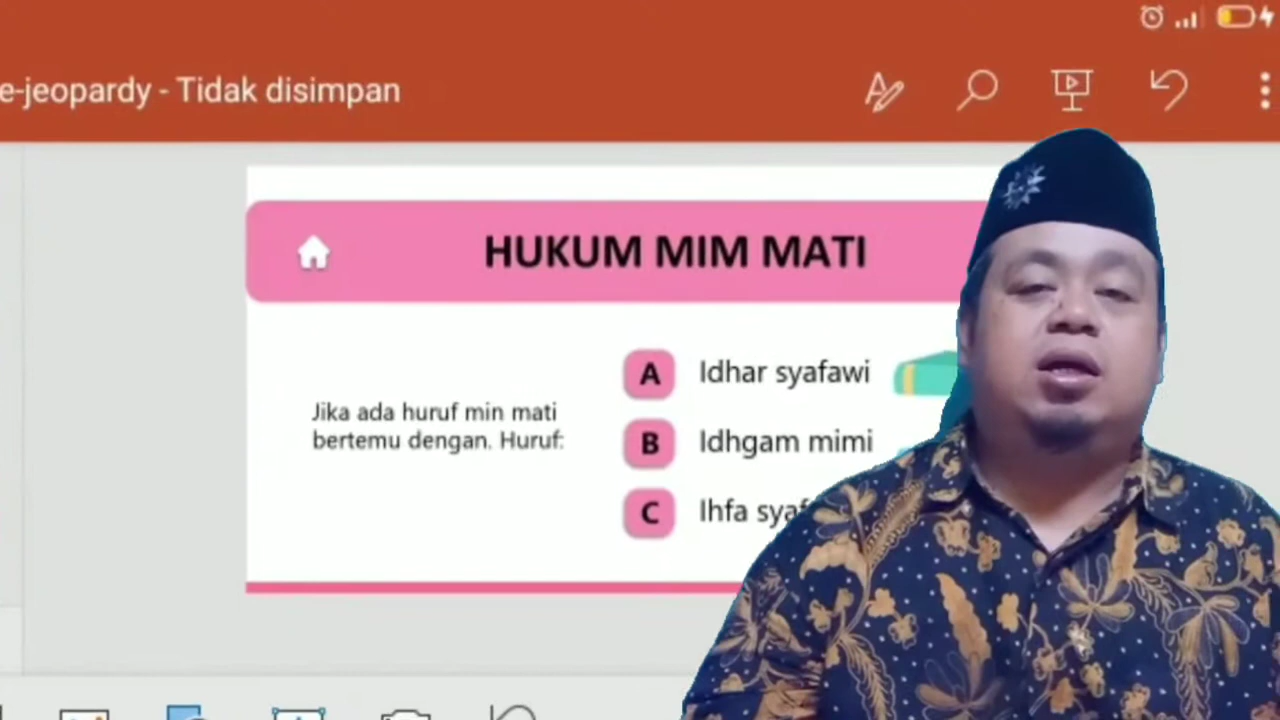 e-jeopardy - Tidak disimpan
HUKUM MIM MATI
Jika ada huruf min mati
bertemu dengan. Huruf:
A Idhar syafawi
B Idhgam mimi
C Ihfa